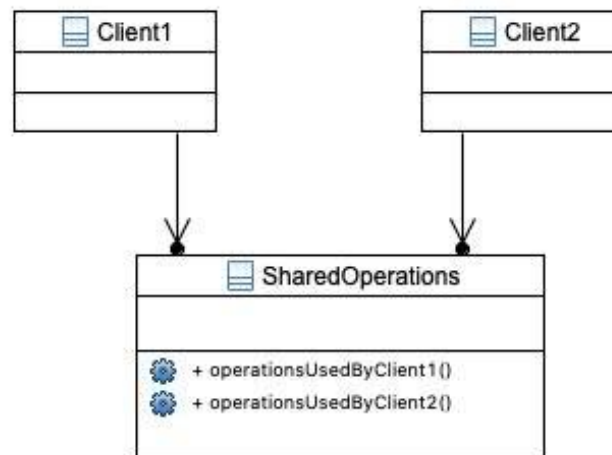 Client1
Client2
SharedOperations
+ operationsUsedByClient1()
+ operationsUsedByClient2()